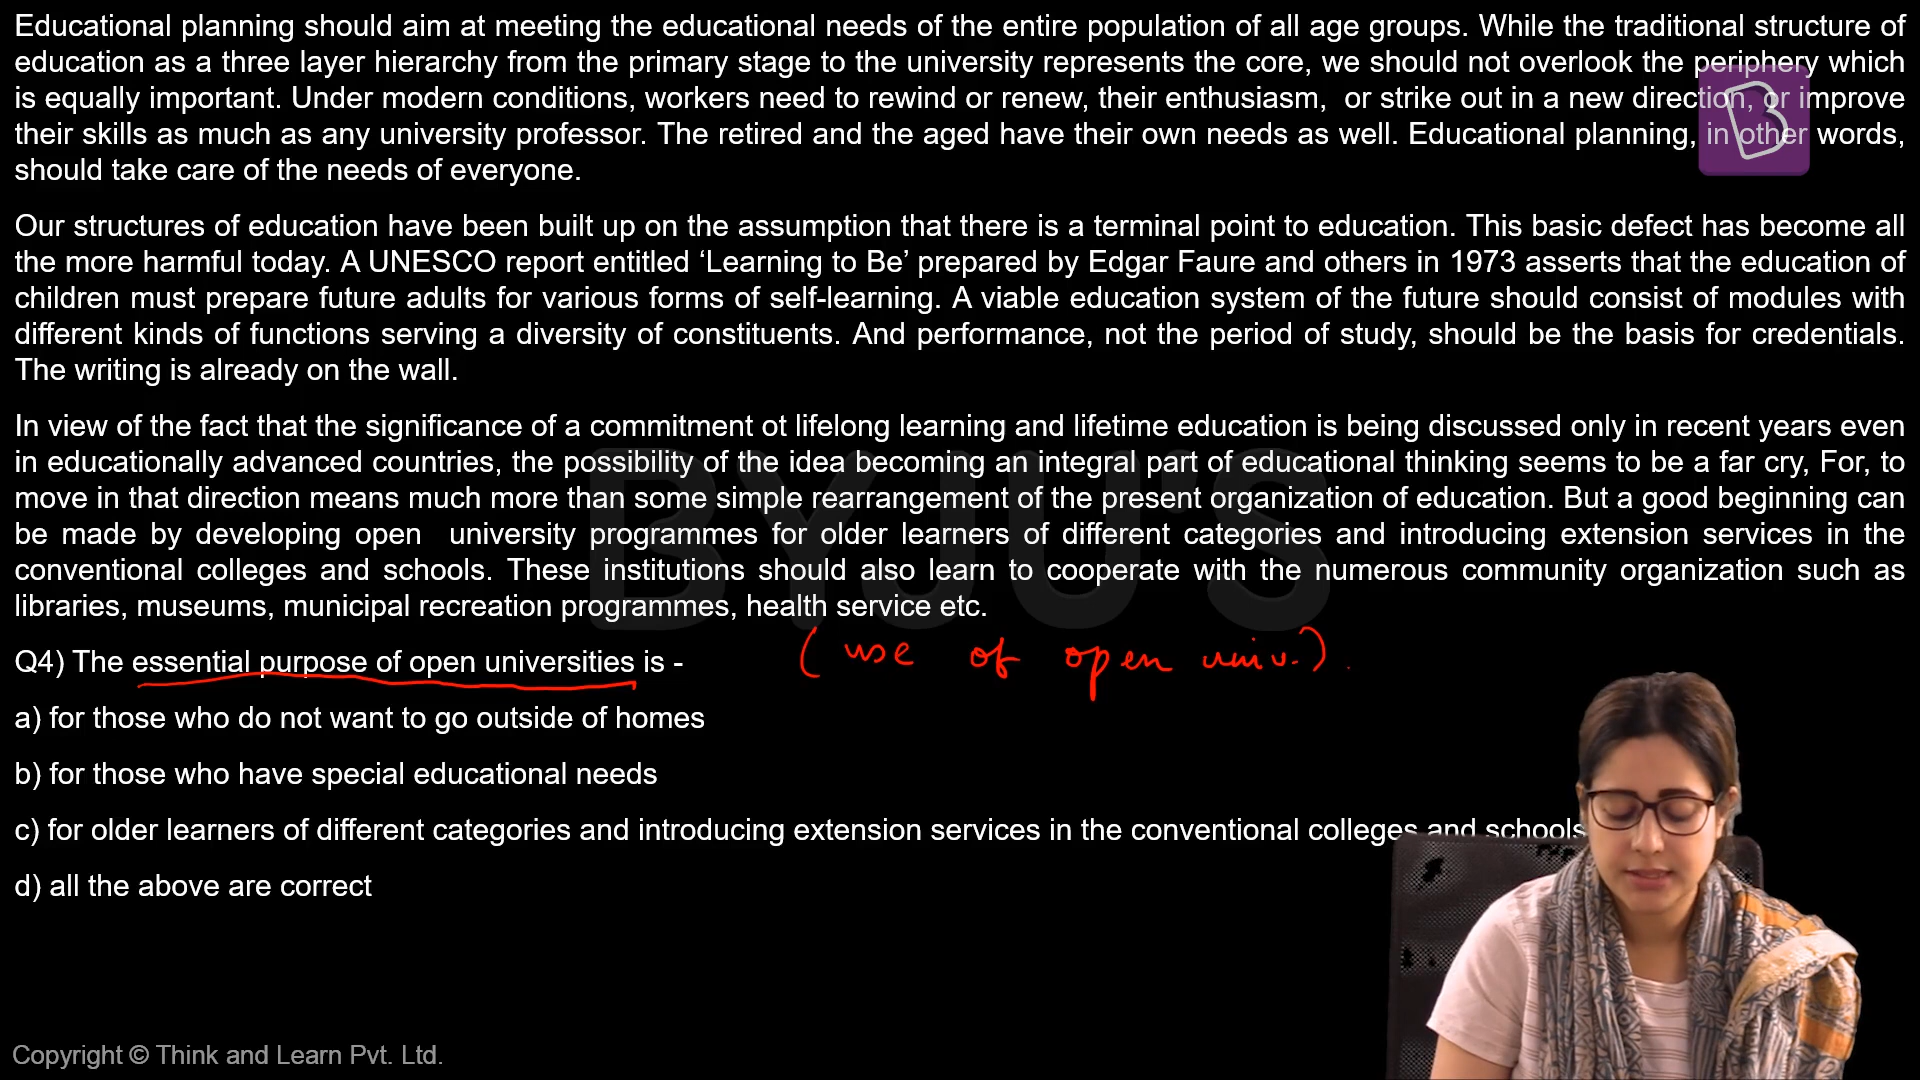 Educational planning should aim at meeting the educational needs of the entire population of all age groups. While the traditional structure of
education as a three layer hierarchy from the primary stage to the university represents the core, we should not overlook the periphery which
is equally important. Under modern conditions, workers need to rewind or renew, their enthusiasm, or strike out in a new direction, or improve
their skills as much as any university professor. The retired and the aged have their own needs as well. Educational planning, in other words,
should take care of the needs of everyone.
Our structures of education have been built up on the assumption that there is a terminal point to education. This basic defect has become all
the more harmful today. A UNESCO report entitled ‘Learning to Be’ prepared by Edgar Faure and others in 1973 asserts that the education of
children must prepare future adults for various forms of self-learning. A viable education system of the future should consist of modules with
different kinds of functions serving a diversity of constituents. And performance, not the period of study, should be the basis for credentials.
The writing is already on the wall.
In view of the fact that the significance of a commitment ot lifelong learning and lifetime education is being discussed only in recent years even
in educationally advanced countries, the possibility of the idea becoming an integral part of educational thinking seems to be a far cry, For, to
move in that direction means much more than some simple rearrangement of the present organization of education. But a good beginning can
be made by developing open university programmes for older learners of different categories and introducing extension services in the
conventional colleges and schools. These institutions should also learn to cooperate with the numerous community organization such as
libraries, museums, municipal recreation programmes, health service etc.
BYJU'S
Q4) The essential purpose of open universities is - (use of open univ.).
a) for those who do not want to go outside of homes
b) for those who have special educational needs
c) for older learners of different categories and introducing extension services in the conventional colleges and schools
d) all the above are correct
Copyright © Think and Learn Pvt. Ltd.